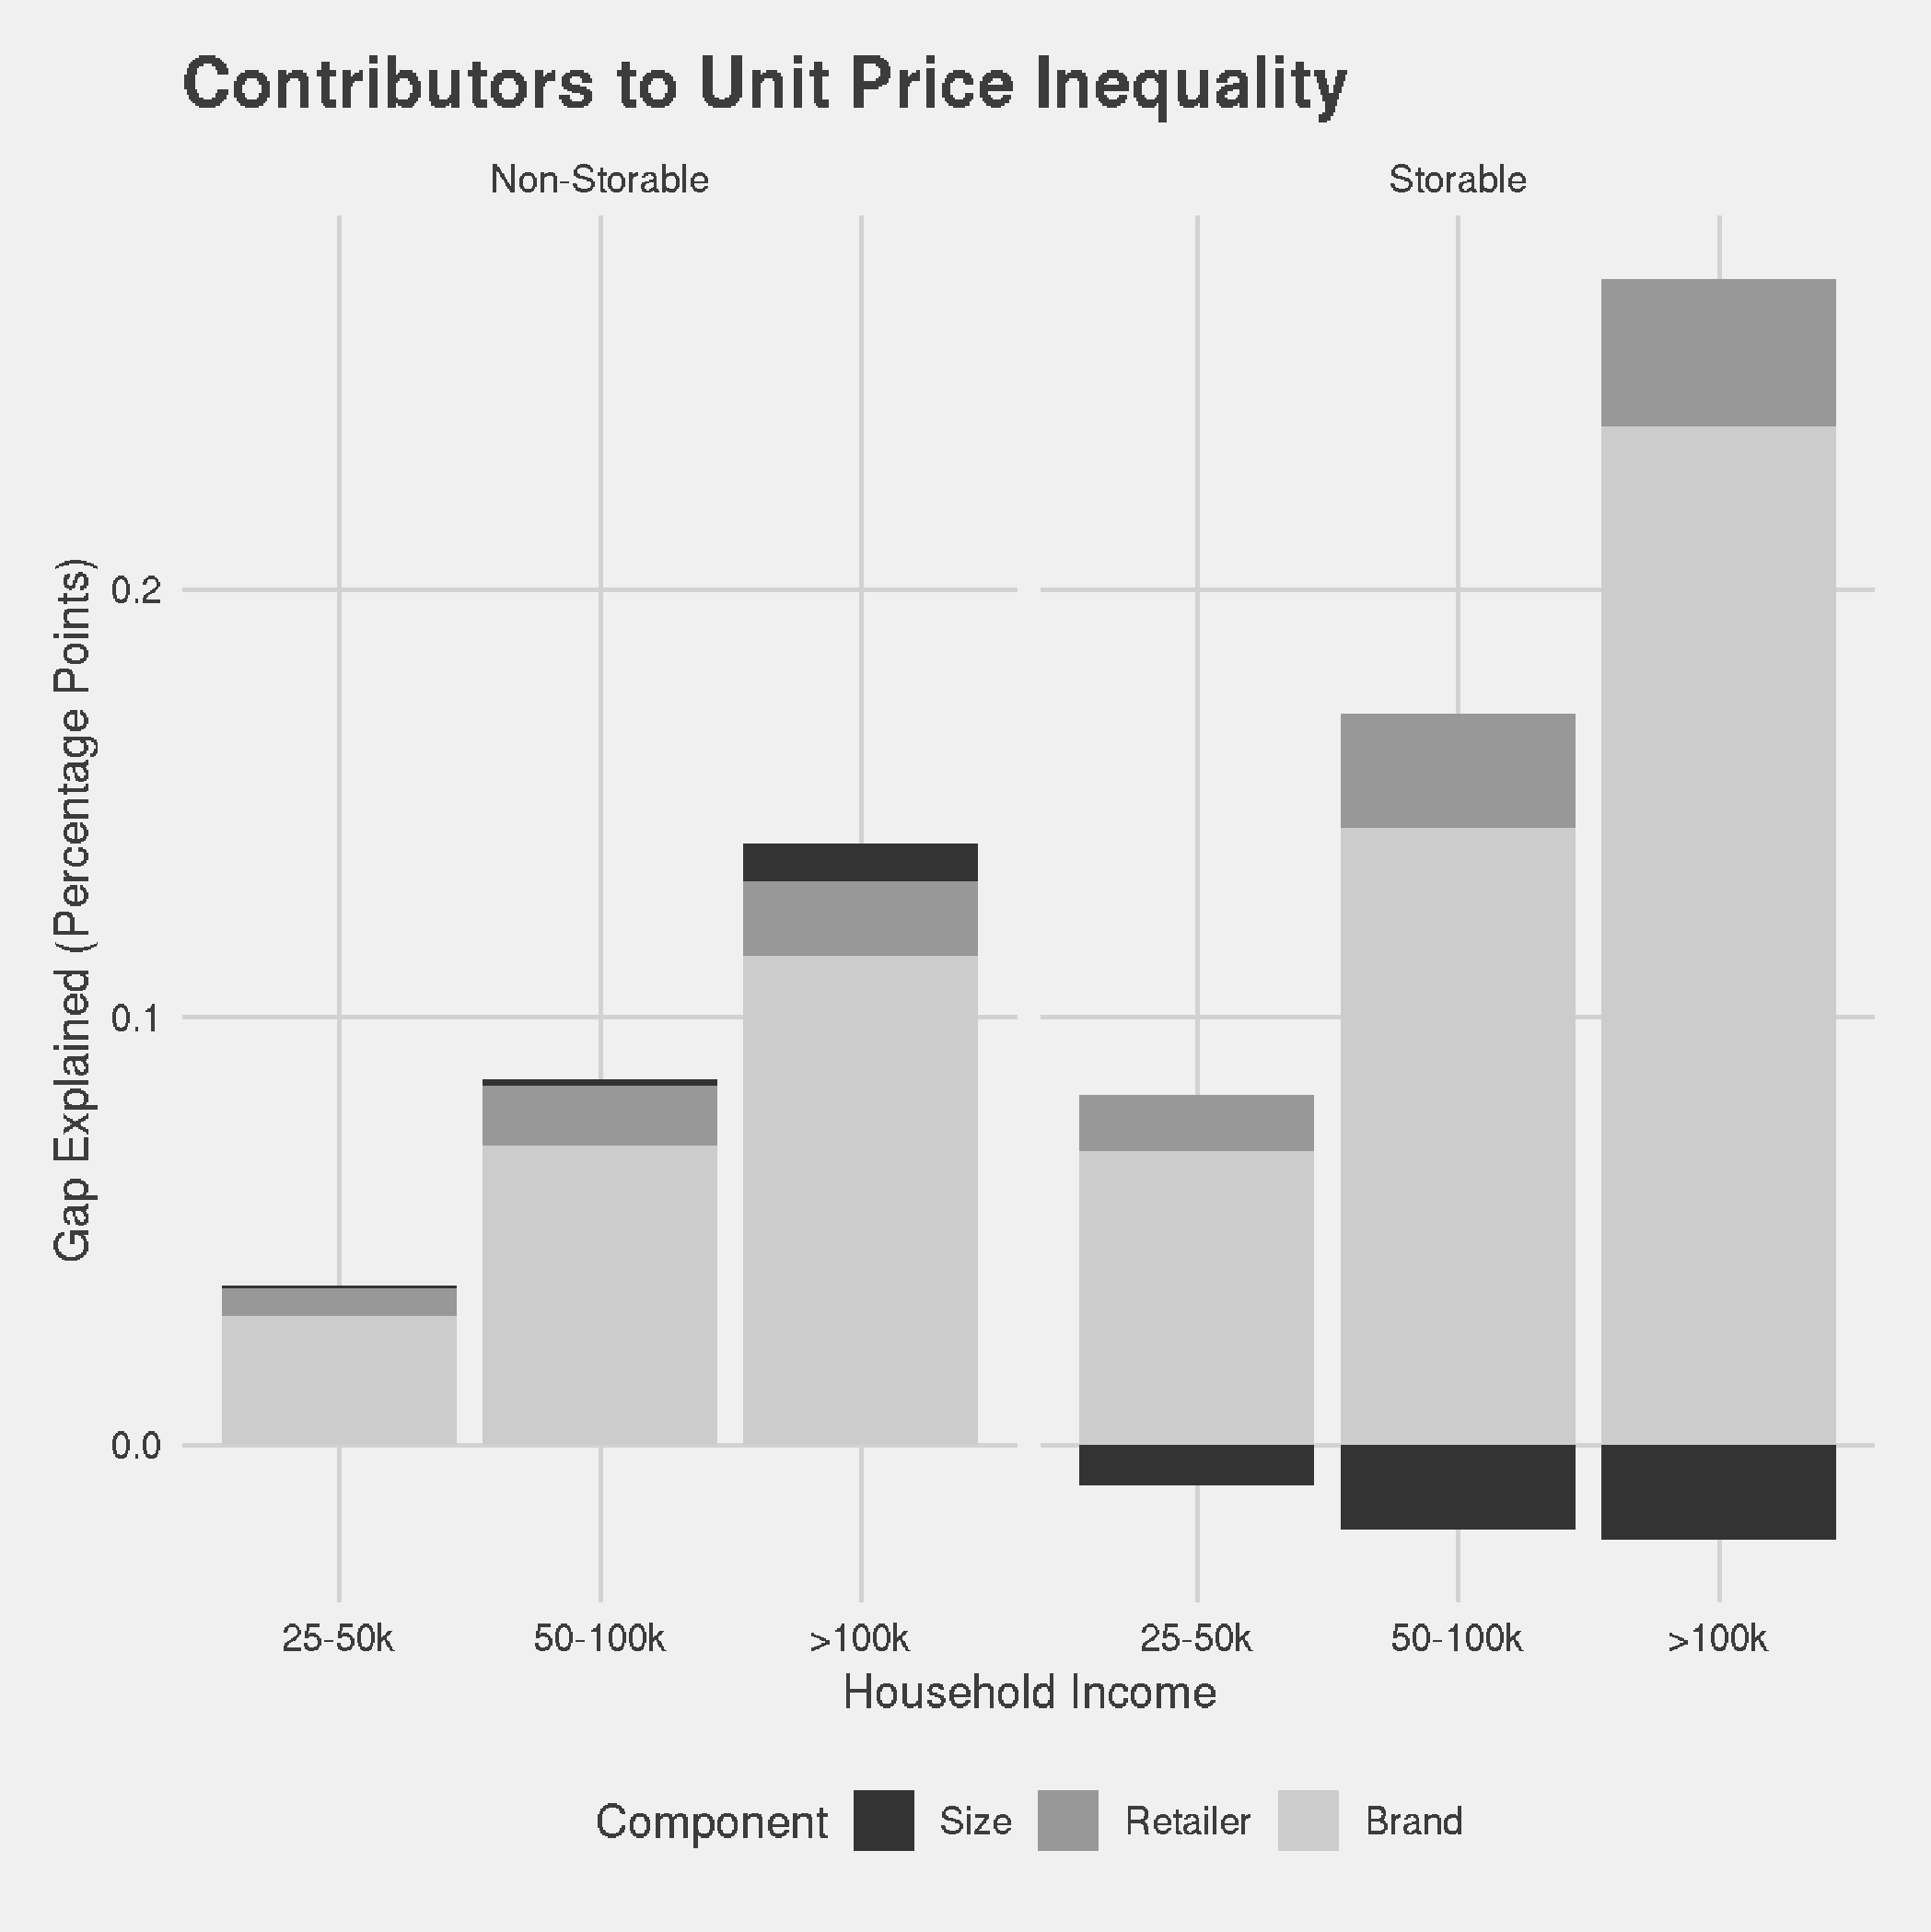 Contributors to Unit Price Inequality
Non-Storable
Storable
Gap Explained (Percentage Points)
0.2
0.1
0.0
25-50k
50-100k
>100k
25-50k
50-100k
>100k
Household Income
Component
Size
Retailer
Brand